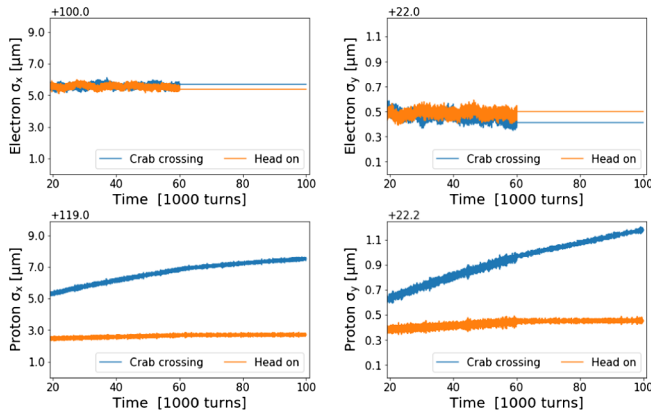 +100.0
9.0
7.0
5.0
3.0
1.0
Electron σx [μm]
Crab crossing
Head on
20
40
60
80
100
Time [1000 turns]
+22.0
1.1
0.9
0.7
0.5
0.3
0.1
Electron σy [μm]
Crab crossing
Head on
20
40
60
80
100
Time [1000 turns]
+119.0
9.0
7.0
5.0
3.0
1.0
Proton σx [μm]
Crab crossing
Head on
20
40
60
80
100
Time [1000 turns]
+22.2
1.1
0.9
0.7
0.5
0.3
0.1
Proton σy [μm]
Crab crossing
Head on
20
40
60
80
100
Time [1000 turns]